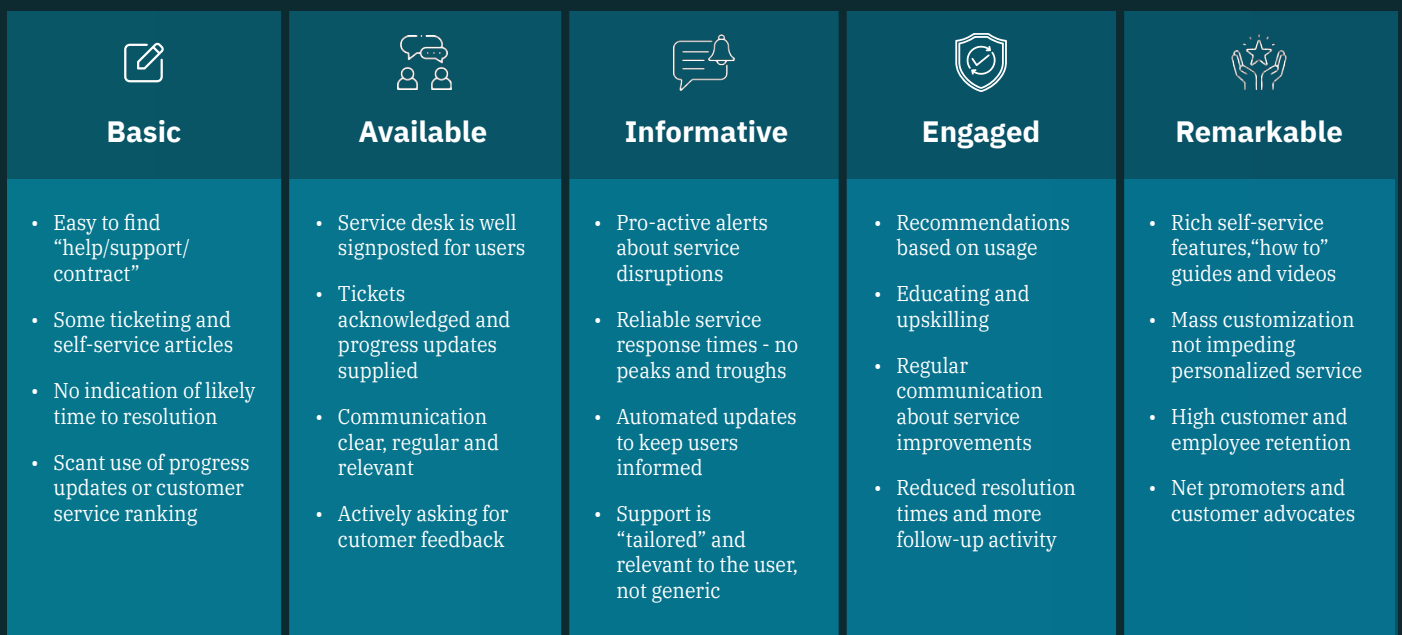 Basic
• Easy to find
“help/support/
contract”
• Some ticketing and
self-service articles
• No indication of likely
time to resolution
• Scant use of progress
updates or customer
service ranking
Available
• Service desk is well
signposted for users
• Tickets
acknowledged and
progress updates
supplied
• Communication
clear, regular and
relevant
• Actively asking for
cutomer feedback
Informative
• Pro-active alerts
about service
disruptions
• Reliable service
response times - no
peaks and troughs
• Automated updates
to keep users
informed
• Support is
“tailored” and
relevant to the user,
not generic
Engaged
• Recommendations
based on usage
• Educating and
upskilling
• Regular
communication
about service
improvements
• Reduced resolution
times and more
follow-up activity
Remarkable
• Rich self-service
features,“how to”
guides and videos
• Mass customization
not impeding
personalized service
• High customer and
employee retention
• Net promoters and
customer advocates